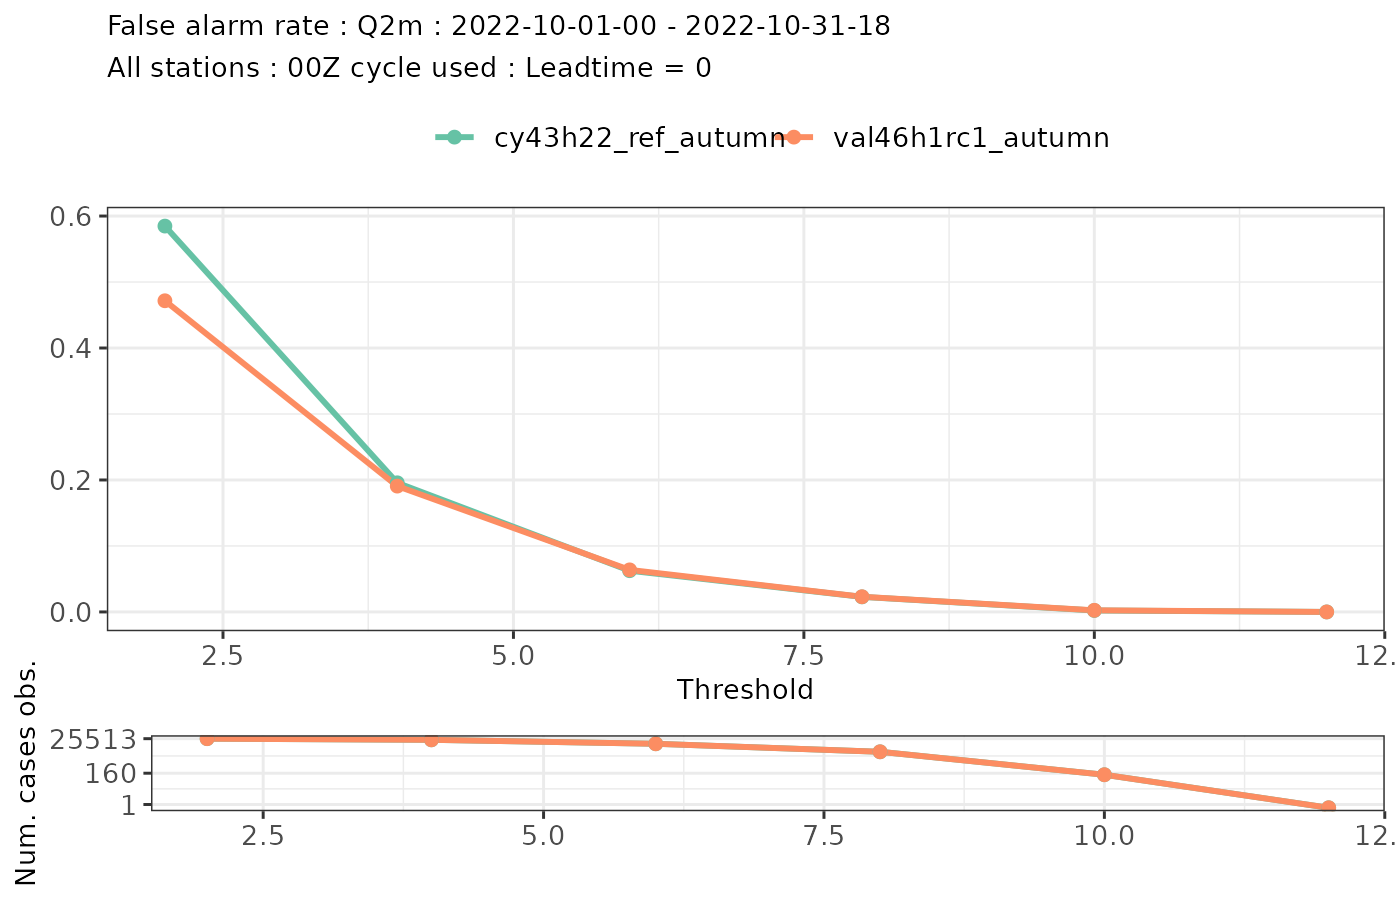 False alarm rate : Q2m : 2022-10-01-00 - 2022-10-31-18
All stations : 00Z cycle used : Leadtime = 0
cy43h22_ref_autumn val46h1rc1_autumn
0.6
0.4
0.2
0.0
2.5 5.0 7.5 10.0 12.
Threshold
Num. cases obs.
25513
160
1
2.5 5.0 7.5 10.0 12.